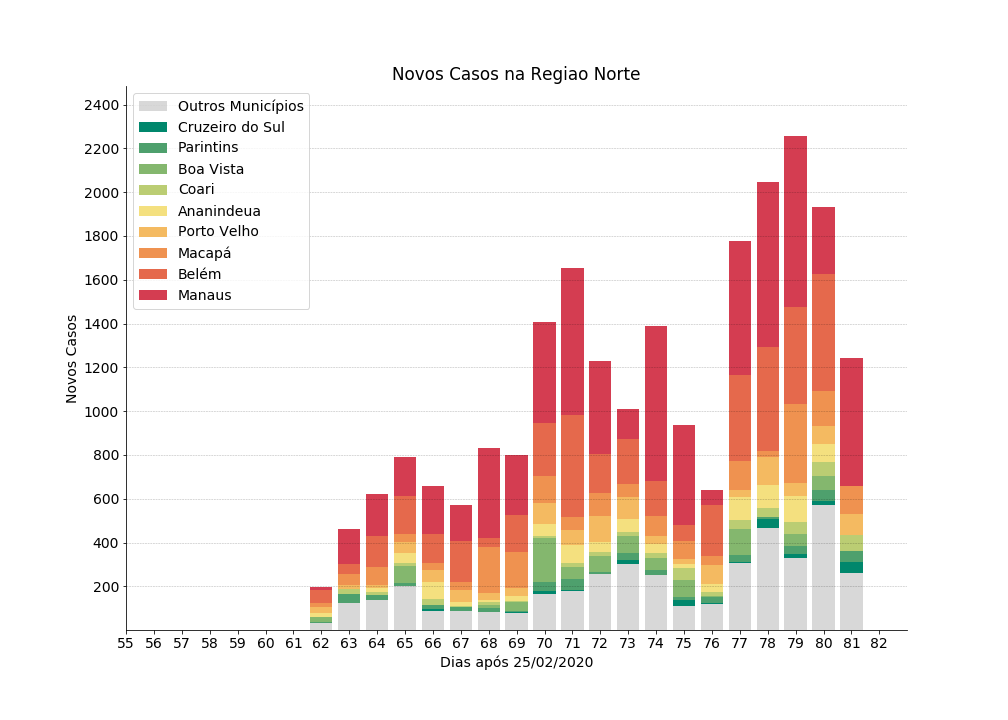 Novos Casos na Regiao Norte
2400
2200
2000
1800
1600
1400
1200
1000
800
600
400
200
Novos Casos
Outros Municípios
Cruzeiro do Sul
Parintins
Boa Vista
Coari
Ananindeua
Porto Velho
Macapá
Belém
Manaus
55 56 57 58 59 60 61 62 63 64 65 66 67 68 69 70 71 72 73 74 75 76 77 78 79 80 81 82
Dias após 25/02/2020